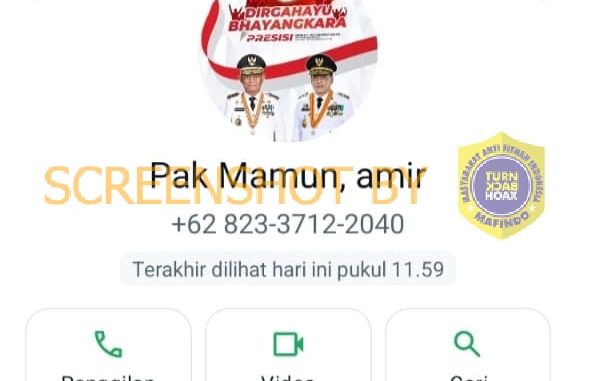 DIRGAHAYU
BHAYANGKARA
PRESISI
Pak Mamun, amir
SCREENSHOT BY
MASYARAKAT ANTI FITNAH INDONESIA
TURN
BACK
HOAX
MAFINDO
+62 823-3712-2040
Terakhir dilihat hari ini pukul 11.59
Panggilan
Video
Cari